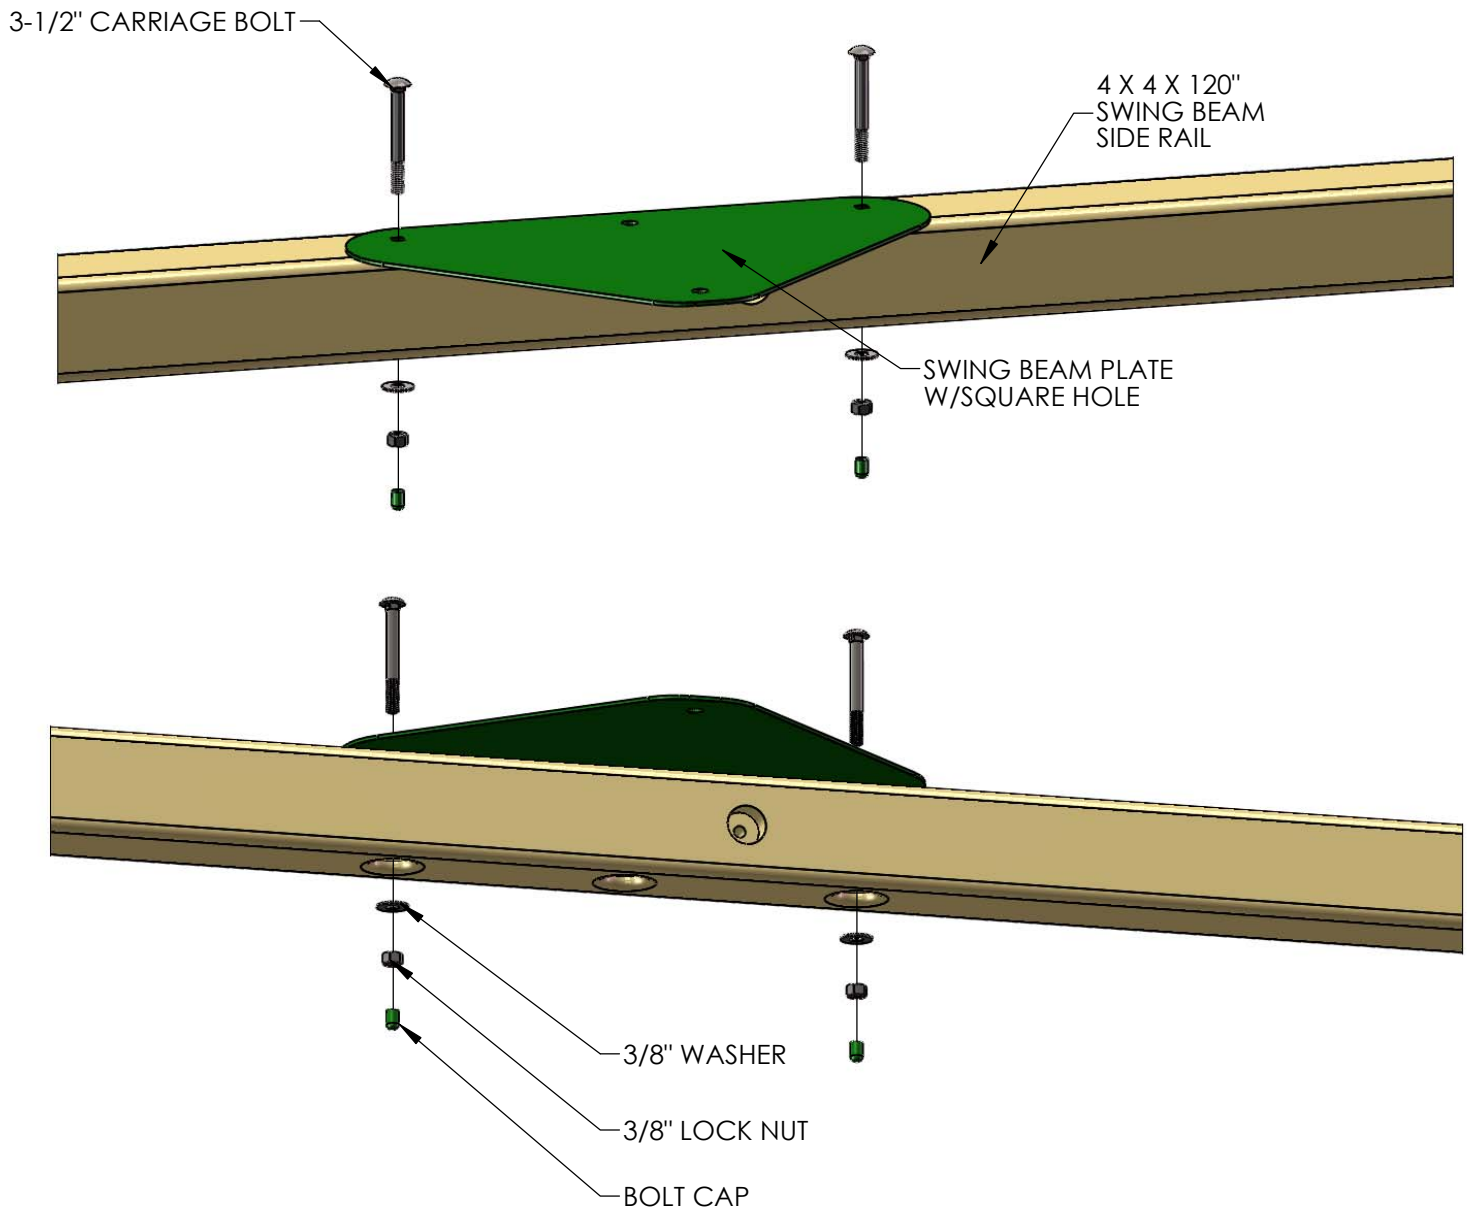 3-1/2" CARRIAGE BOLT
4 X 4 X 120"
SWING BEAM
SIDE RAIL
SWING BEAM PLATE
W/SQUARE HOLE
3/8" WASHER
3/8" LOCK NUT
BOLT CAP